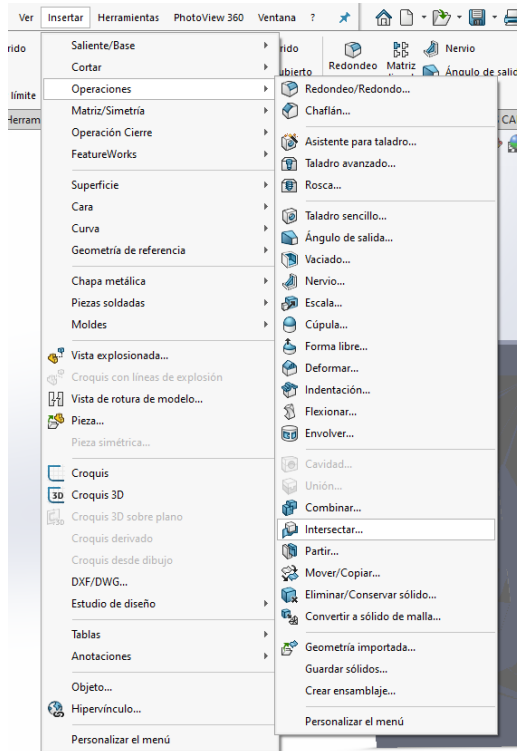 Ver Insertar Herramientas PhotoView 360 Ventana ?
rido
límite
Herram
rido
ubierto
Redondeo
Matriz
Nervio
Ángulo de salid
CA
Saliente/Base
Cortar
Operaciones
Matriz/Simetría
Operación Cierre
FeatureWorks
Superficie
Cara
Curva
Geometría de referencia
Chapa metálica
Piezas soldadas
Moldes
Vista explosionada...
Croquis con líneas de explosión
Vista de rotura de modelo...
Pieza...
Pieza simétrica...
Croquis
3D Croquis 3D
Croquis 3D sobre plano
Croquis derivado
Croquis desde dibujo
DXF/DWG...
Estudio de diseño
Tablas
Anotaciones
Objeto...
Hipervínculo...
Personalizar el menú
Redondeo/Redondo...
Chaflán...
Asistente para taladro...
Taladro avanzado...
Rosca...
Taladro sencillo...
Ángulo de salida...
Vaciado...
Nervio...
Escala...
Cúpula...
Forma libre...
Deformar...
Indentación...
Flexionar...
Envolver...
Cavidad...
Unión...
Combinar...
Intersectar...
Partir...
Mover/Copiar...
Eliminar/Conservar sólido...
Convertir a sólido de malla...
Geometría importada...
Guardar sólidos...
Crear ensamblaje...
Personalizar el menú